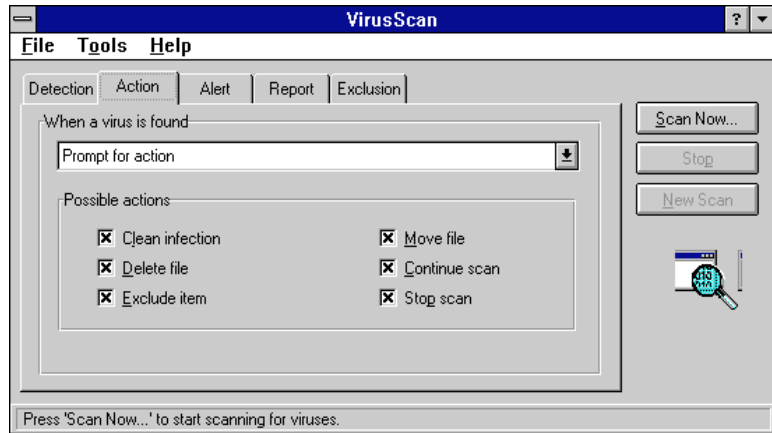 VirusScan ?
File Tools Help
Detection Action Alert Report Exclusion
When a virus is found
Scan Now...
Prompt for action
Stop
Possible actions
New Scan
Clean infection Move file
Delete file Continue scan
Exclude item Stop scan
Press 'Scan Now...' to start scanning for viruses.